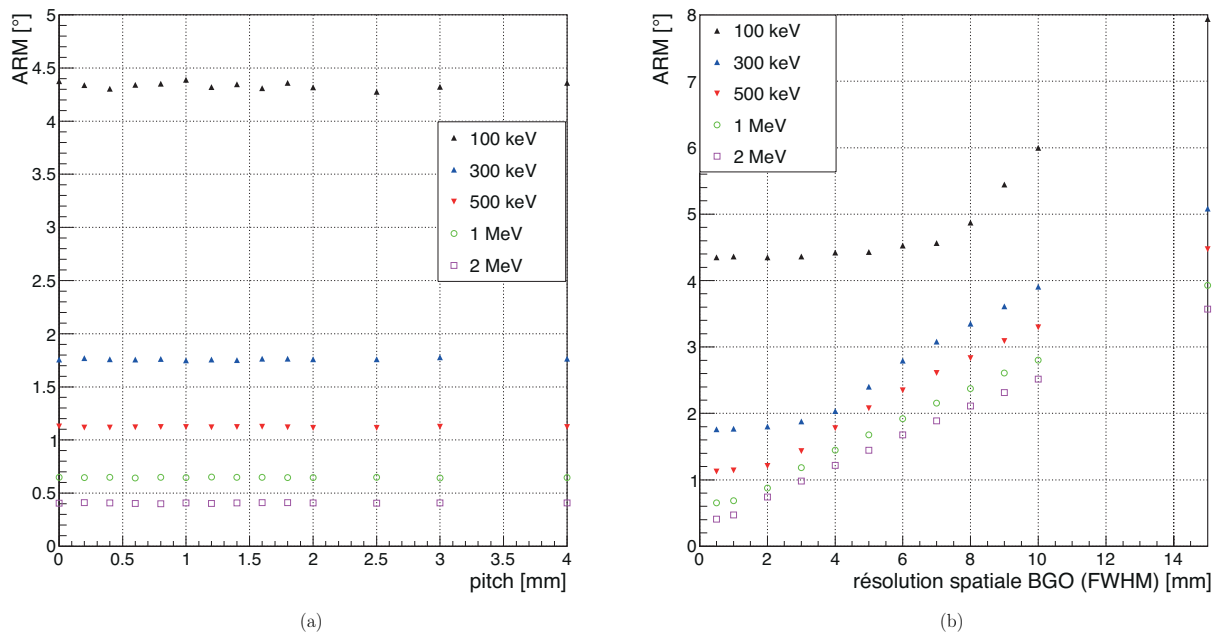 ARM [°]
5
4.5
4
3.5
3
2.5
2
1.5
1
0.5
0
100 keV
300 keV
500 keV
1 MeV
2 MeV
0 0.5 1 1.5 2 2.5 3 3.5 4
pitch [mm]
(a)
ARM [°]
8
7
6
5
4
3
2
1
0
100 keV
300 keV
500 keV
1 MeV
2 MeV
0 2 4 6 8 10 12 14
résolution spatiale BGO (FWHM) [mm]
(b)